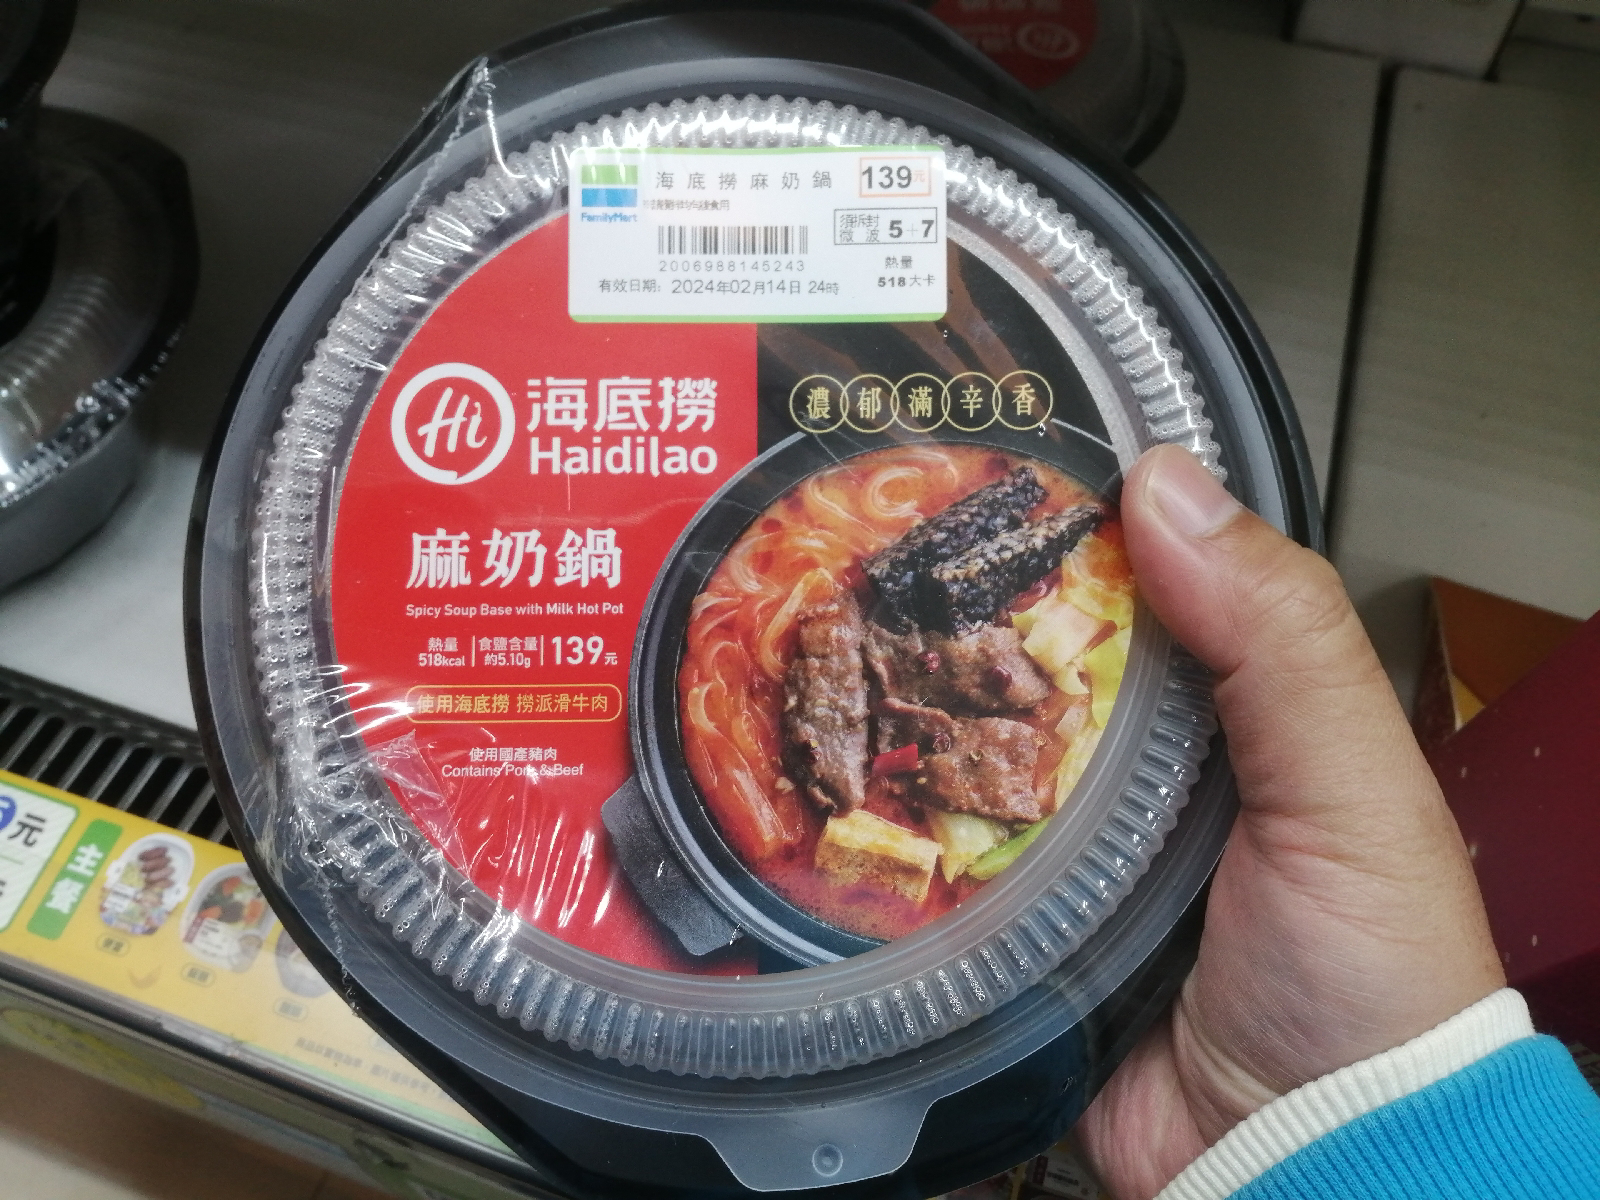 海底撈麻奶鍋
139元
FamilyMart
須拆封
微波 5+7
2006988145243
熱量
518大卡
有效日期: 2024年02月14日 24時
Hi 海底撈
Haidilao
濃郁滿辛香
麻奶鍋
Spicy Soup Base with Milk Hot Pot
熱量 食鹽含量 139元
518kcal 約5.10g
使用海底撈 撈派滑牛肉
使用國產豬肉
Contains Pork & Beef
元
主餐